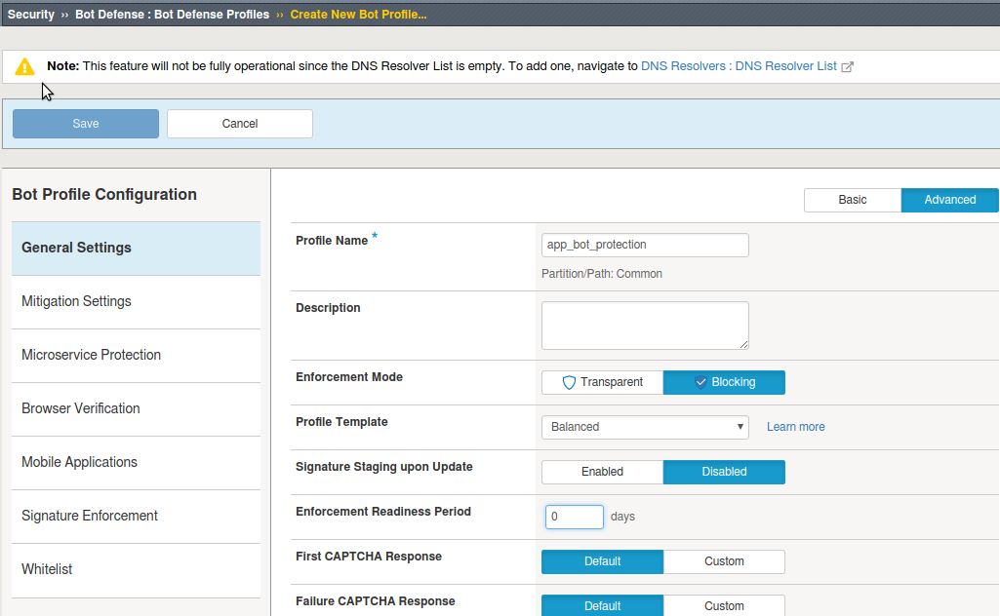 Security ›› Bot Defense : Bot Defense Profiles ›› Create New Bot Profile...
Note: This feature will not be fully operational since the DNS Resolver List is empty. To add one, navigate to DNS Resolvers : DNS Resolver List
Save Cancel
Bot Profile Configuration
General Settings
Mitigation Settings
Microservice Protection
Browser Verification
Mobile Applications
Signature Enforcement
Whitelist
Basic Advanced
Profile Name * app_bot_protection
Partition/Path: Common
Description
Enforcement Mode Transparent Blocking
Profile Template Balanced Learn more
Signature Staging upon Update Enabled Disabled
Enforcement Readiness Period 0 days
First CAPTCHA Response Default Custom
Failure CAPTCHA Response Default Custom